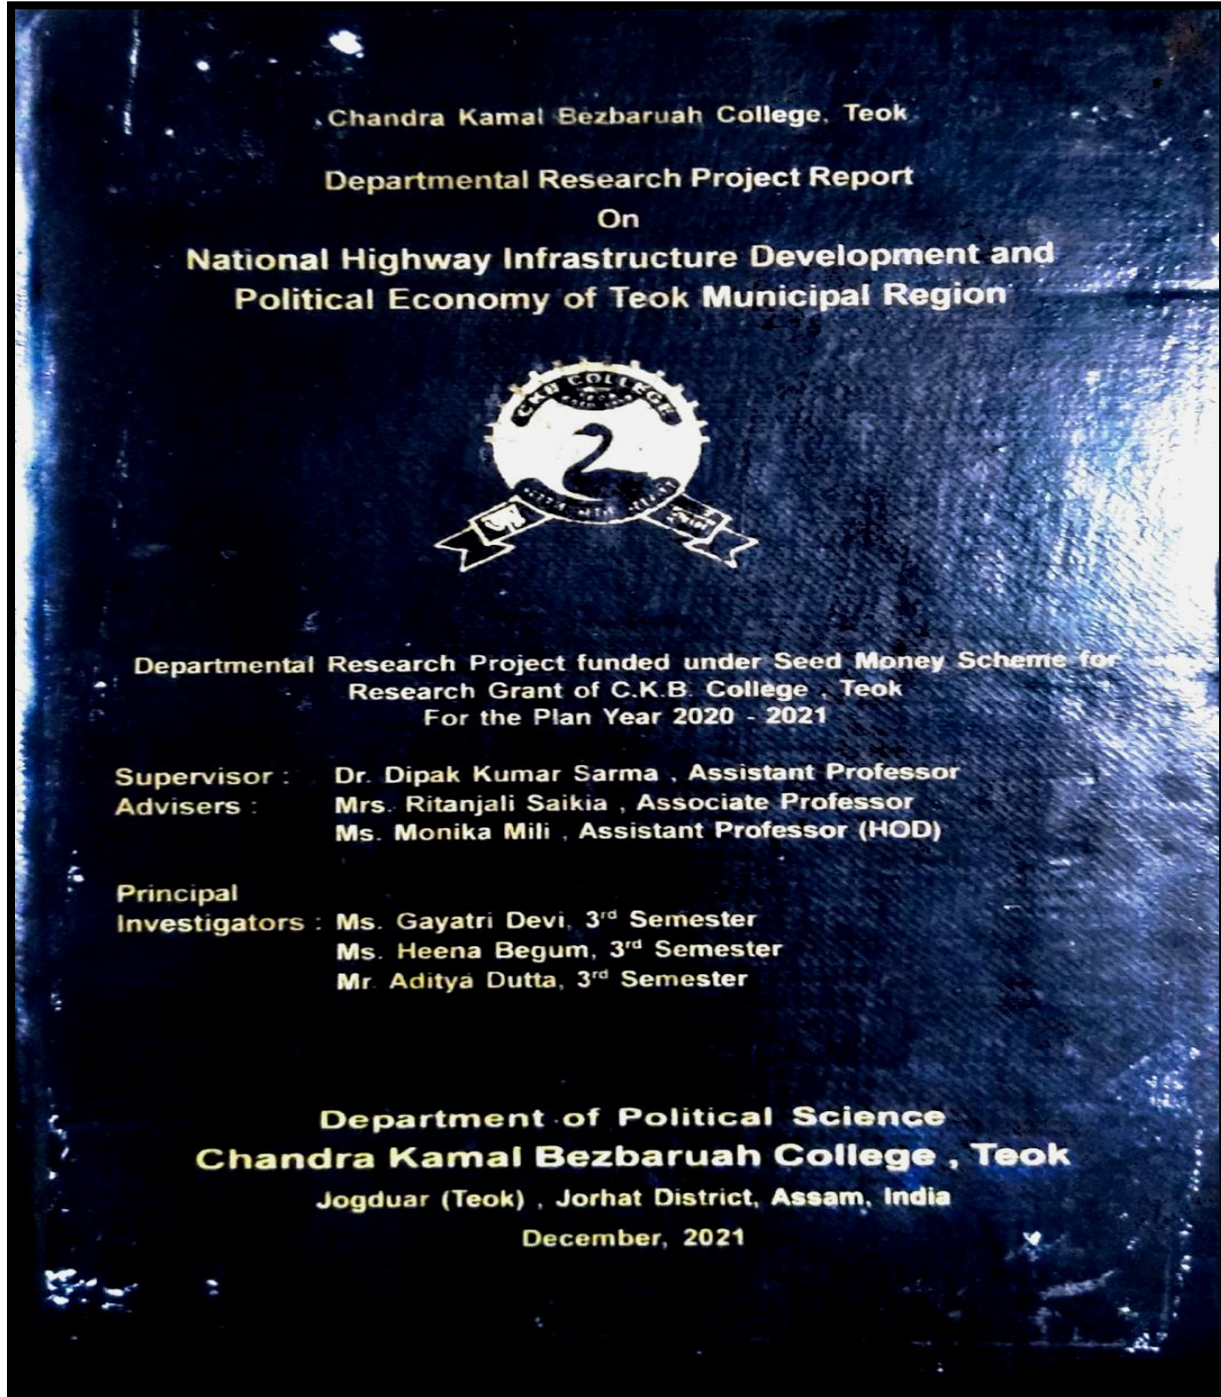 Chandra Kamal Bezbaruah College, Teok
Departmental Research Project Report
On
National Highway Infrastructure Development and
Political Economy of Teok Municipal Region
CKB COLLEGE
Departmental Research Project funded under Seed Money Scheme for
Research Grant of C.K.B. College , Teok
For the Plan Year 2020 - 2021
Supervisor : Dr. Dipak Kumar Sarma , Assistant Professor
Advisers : Mrs. Ritanjali Saikia , Associate Professor
Ms. Monika Mili , Assistant Professor (HOD)
Principal
Investigators : Ms. Gayatri Devi, 3rd Semester
Ms. Heena Begum, 3rd Semester
Mr. Aditya Dutta, 3rd Semester
Department of Political Science
Chandra Kamal Bezbaruah College , Teok
Jogduar (Teok) , Jorhat District, Assam, India
December, 2021